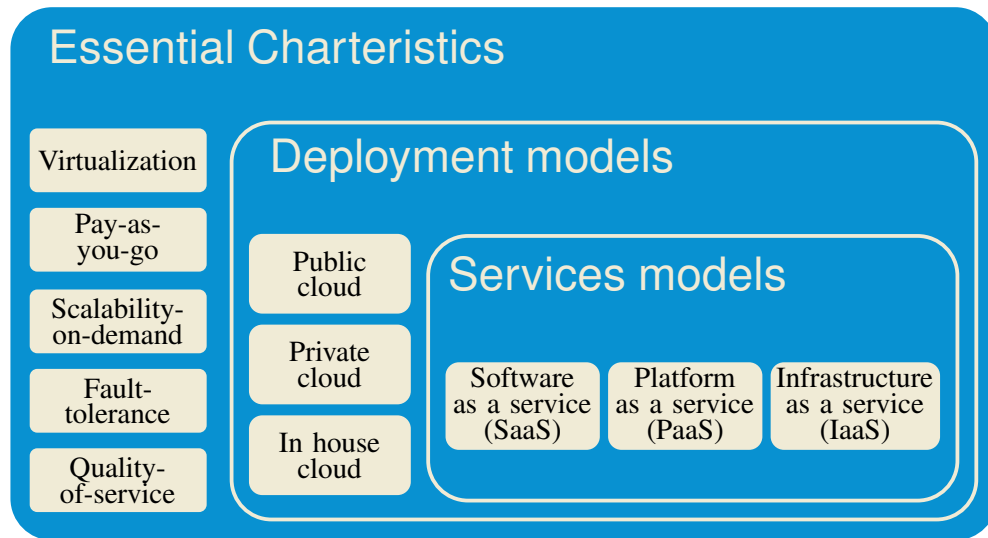 Essential Charteristics
Virtualization
Pay-as-
you-go
Scalability-
on-demand
Fault-
tolerance
Quality-
of-service
Deployment models
Public
cloud
Private
cloud
In house
cloud
Services models
Software
as a service
(SaaS)
Platform
as a service
(PaaS)
Infrastructure
as a service
(IaaS)